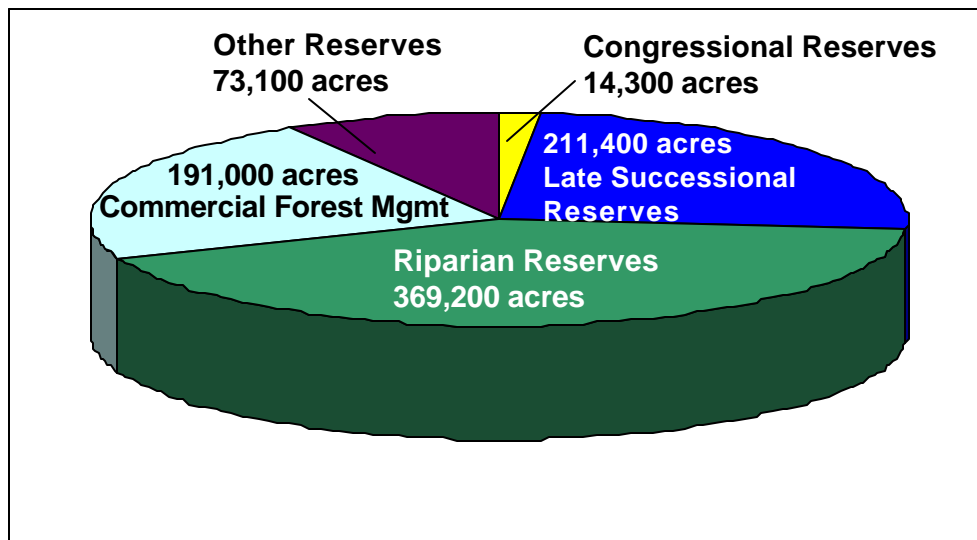 Other Reserves
73,100 acres
Congressional Reserves
14,300 acres
211,400 acres
Late Successional
Reserves
191,000 acres
Commercial Forest Mgmt
Riparian Reserves
369,200 acres